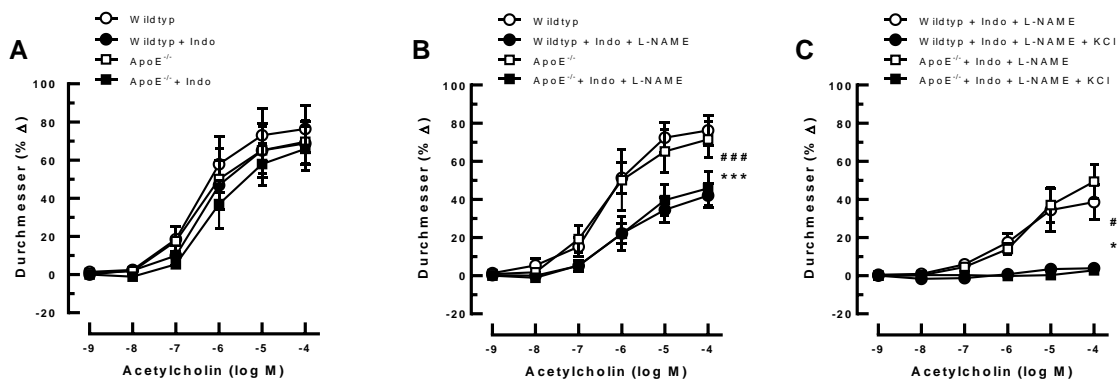 A
Wildtyp
Wildtyp + Indo
ApoE-/-
ApoE-/- + Indo
Durchmesser (% Δ)
100
80
60
40
20
0
-20
-9 -8 -7 -6 -5 -4
Acetylcholin (log M)
B
Wildtyp
Wildtyp + Indo + L-NAME
ApoE-/-
ApoE-/- + Indo + L-NAME
Durchmesser (% Δ)
100
80
60
40
20
0
-20
###
***
-9 -8 -7 -6 -5 -4
Acetylcholin (log M)
C
Wildtyp + Indo + L-NAME
Wildtyp + Indo + L-NAME + KCl
ApoE-/- + Indo + L-NAME
ApoE-/- + Indo + L-NAME + KCl
Durchmesser (% Δ)
100
80
60
40
20
0
-20
#
*
-9 -8 -7 -6 -5 -4
Acetylcholin (log M)